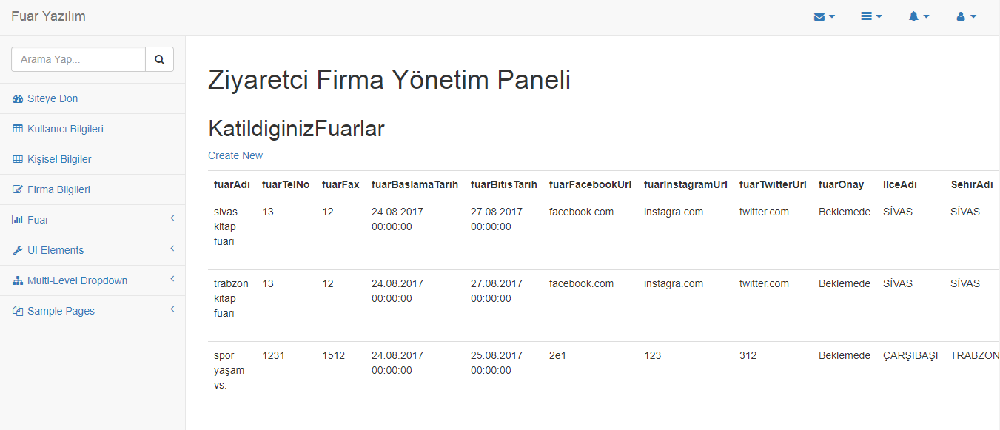 Fuar Yazılım
Ziyaretci Firma Yönetim Paneli
Arama Yap...
Siteye Dön
Kullanıcı Bilgileri
Kişisel Bilgiler
Firma Bilgileri
Fuar
UI Elements
Multi-Level Dropdown
Sample Pages
KatildiginizFuarlar
Create New
fuarAdi fuarTelNo fuarFax fuarBaslamaTarih fuarBitisTarih fuarFacebookUrl fuarInstagramUrl fuarTwitterUrl fuarOnay IlceAdi SehirAdi
sivas 13 12 24.08.2017 27.08.2017 facebook.com instagra.com twitter.com Beklemede SİVAS SİVAS
kitap 00:00:00 00:00:00
fuarı
trabzon 13 12 24.08.2017 27.08.2017 facebook.com instagra.com twitter.com Beklemede SİVAS SİVAS
kitap 00:00:00 00:00:00
fuarı
spor 1231 1512 24.08.2017 25.08.2017 2e1 123 312 Beklemede ÇARŞIBAŞI TRABZON
yaşam 00:00:00 00:00:00
vs.